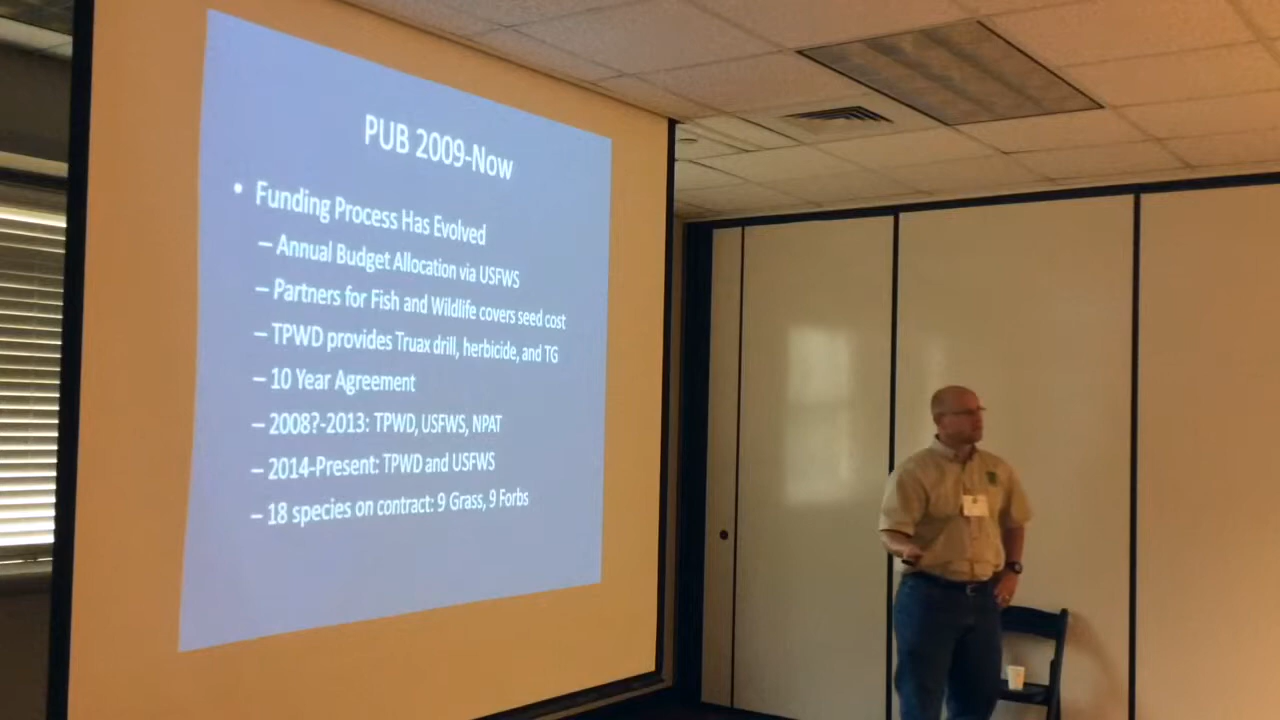 PUB 2009-Now
• Funding Process Has Evolved
– Annual Budget Allocation via USFWS
– Partners for Fish and Wildlife covers seed cost
– TPWD provides Truax drill, herbicide, and TG
– 10 Year Agreement
– 2008?-2013: TPWD, USFWS, NPAT
– 2014-Present: TPWD and USFWS
– 18 species on contract: 9 Grass, 9 Forbs